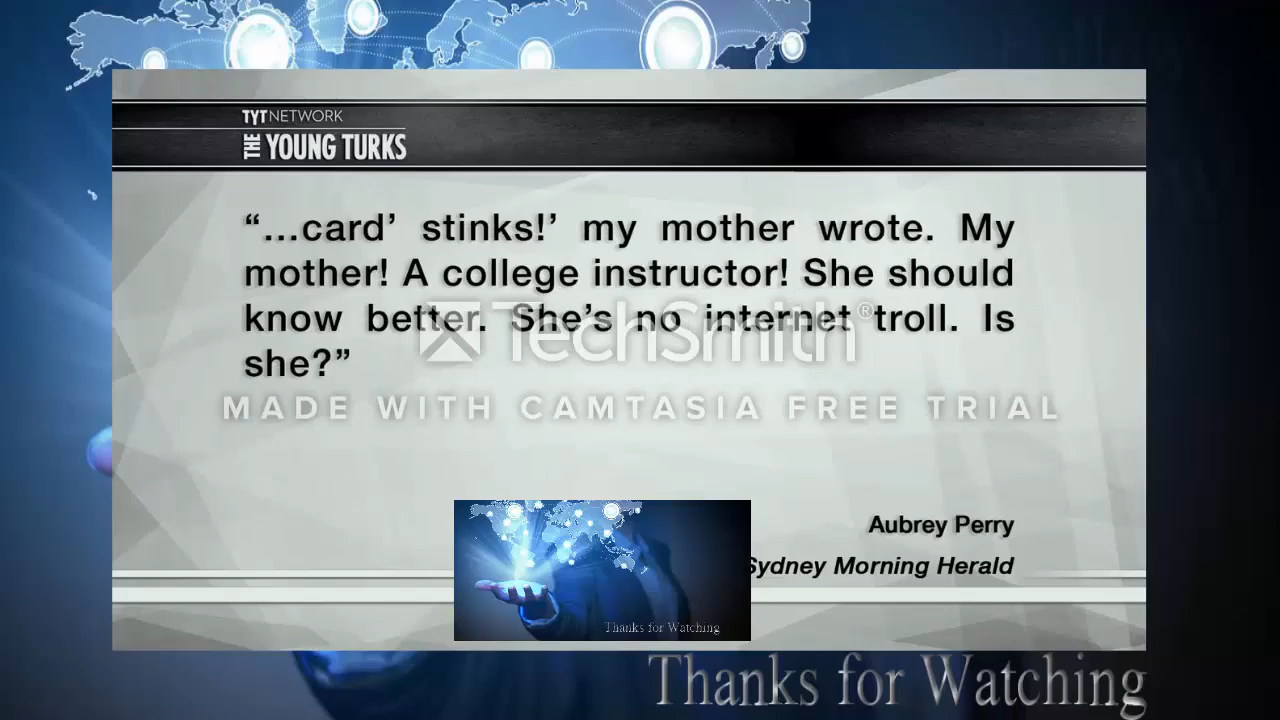 TYT NETWORK
THE YOUNG TURKS
“...card’ stinks!’ my mother wrote. My
mother! A college instructor! She should
know better. She’s no internet troll. Is
she?”
TechSmith®
MADE WITH CAMTASIA FREE TRIAL
Aubrey Perry
Sydney Morning Herald
Thanks for Watching
Thanks for Watching